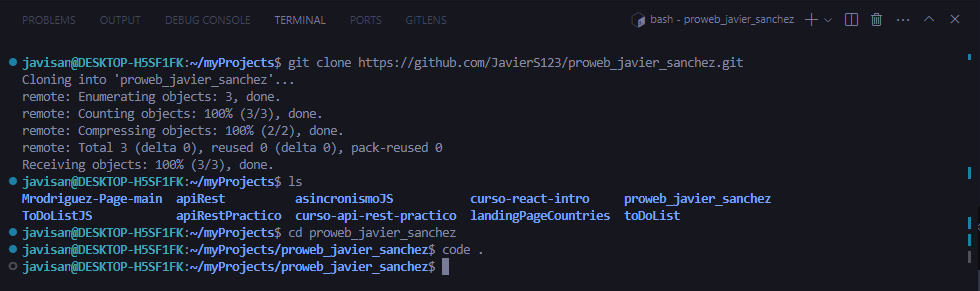 PROBLEMS OUTPUT DEBUG CONSOLE TERMINAL PORTS GITLENS bash - proweb_javier_sanchez
javisan@DESKTOP-H5SF1FK:~/myProjects$ git clone https://github.com/JavierS123/proweb_javier_sanchez.git
Cloning into 'proweb_javier_sanchez'...
remote: Enumerating objects: 3, done.
remote: Counting objects: 100% (3/3), done.
remote: Compressing objects: 100% (2/2), done.
remote: Total 3 (delta 0), reused 0 (delta 0), pack-reused 0
Receiving objects: 100% (3/3), done.
javisan@DESKTOP-H5SF1FK:~/myProjects$ ls
Mrodriguez-Page-main apiRest asincronismoJS curso-react-intro proweb_javier_sanchez
ToDoListJS apiRestPractico curso-api-rest-practico landingPageCountries toDoList
javisan@DESKTOP-H5SF1FK:~/myProjects$ cd proweb_javier_sanchez
javisan@DESKTOP-H5SF1FK:~/myProjects/proweb_javier_sanchez$ code .
javisan@DESKTOP-H5SF1FK:~/myProjects/proweb_javier_sanchez$